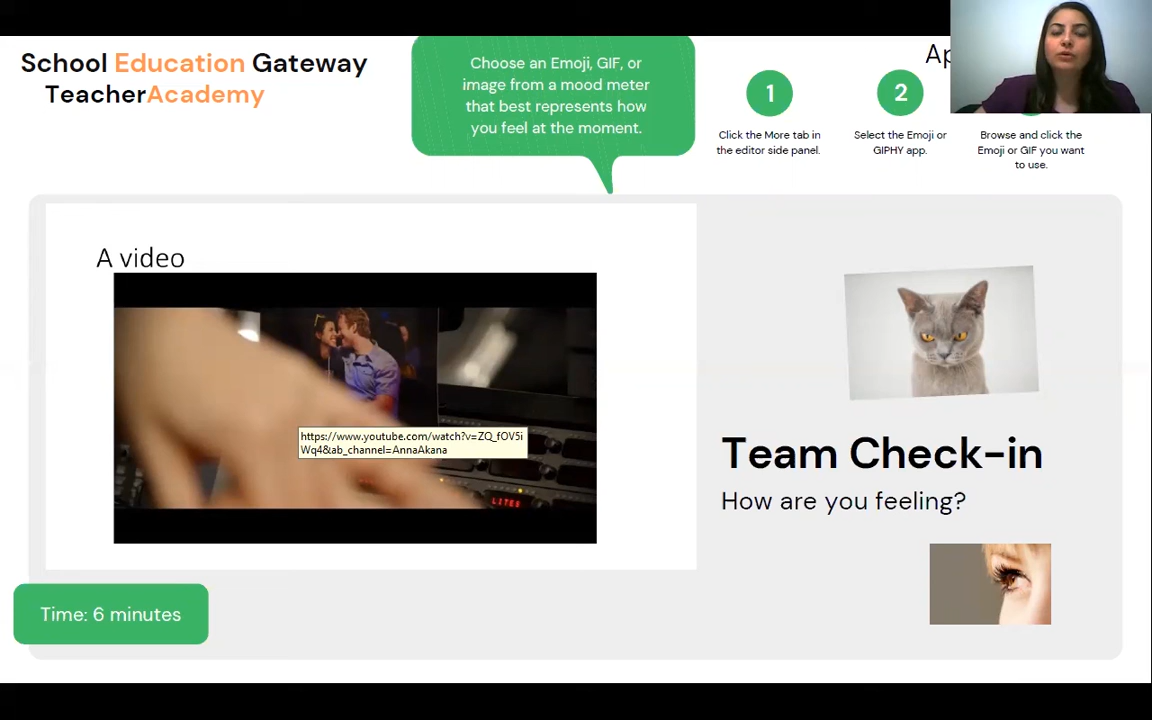 School Education Gateway
TeacherAcademy
Choose an Emoji, GIF, or
image from a mood meter
that best represents how
you feel at the moment.
1
Click the More tab in
the editor side panel.
2
Select the Emoji or
GIPHY app.
Browse and click the
Emoji or GIF you want
to use.
A video
https://www.youtube.com/watch?v=ZQ_fOV5i
Wq4&ab_channel=AnnaAkana
LITES
Team Check-in
How are you feeling?
Time: 6 minutes